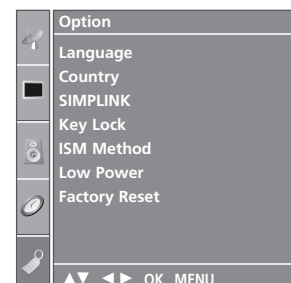 Option
Language
Country
SIMPLINK
Key Lock
ISM Method
Low Power
Factory Reset
▲▼ ◄► OK MENU